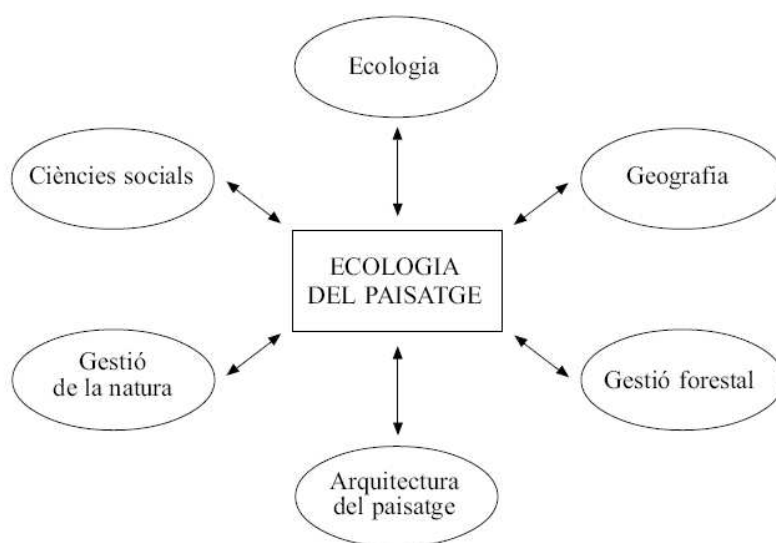 Ecologia
Ciències socials
Geografia
ECOLOGIA
DEL PAISATGE
Gestió
de la natura
Gestió forestal
Arquitectura
del paisatge